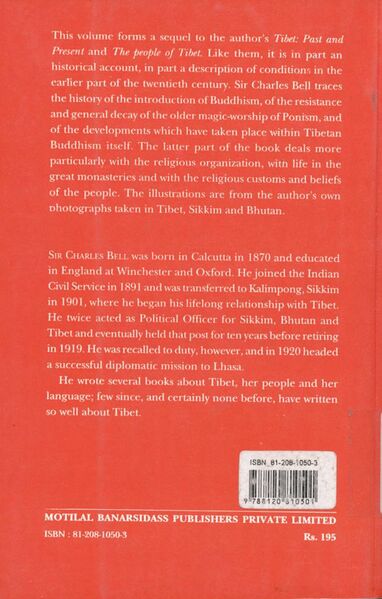 This volume forms a sequel to the author's Tibet: Past and
Present and The people of Tibet. Like them, it is in part an
historical account, in part a description of conditions in the
earlier part of the twentieth century. Sir Charles Bell traces
the history of the introduction of Buddhism, of the resistance
and general decay of the older magic-worship of Ponism, and
of the developments which have taken place within Tibetan
Buddhism itself. The latter part of the book deals more
particularly with the religious organization, with life in the
great monasteries and with the religious customs and beliefs
of the people. The illustrations are from the author's own
photographs taken in Tibet, Sikkim and Bhutan.
SIR CHARLES BELL was born in Calcutta in 1870 and educated
in England at Winchester and Oxford. He joined the Indian
Civil Service in 1891 and was transferred to Kalimpong, Sikkim
in 1901, where he began his lifelong relationship with Tibet.
He twice acted as Political Officer for Sikkim, Bhutan and
Tibet and eventually held that post for ten years before retiring
in 1919. He was recalled to duty, however, and in 1920 headed
a successful diplomatic mission to Lhasa.
He wrote several books about Tibet, her people and her
language; few since, and certainly none before, have written
so well about Tibet.
ISBN 81-208-1050-3
9 788120 810501
MOTILAL BANARSIDASS PUBLISHERS PRIVATE LIMITED
ISBN : 81-208-1050-3 Rs. 195